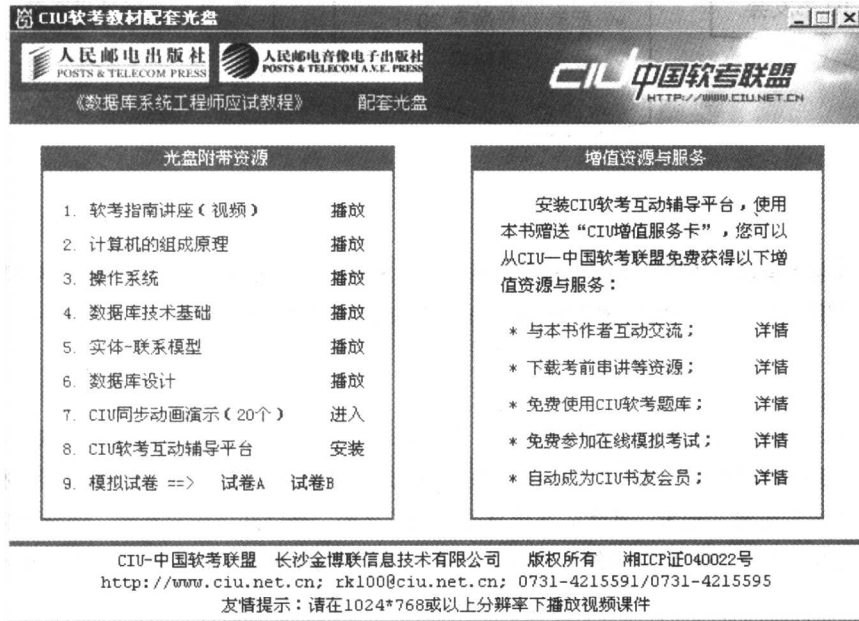 CIU软考教材配套光盘
人民邮电出版社 人民邮电音像电子出版社
POSTS & TELECOM PRESS POSTS & TELECOM A.V.E. PRESS
CIU 中国软考联盟
HTTP://WWW.CIU.NET.CN
《数据库系统工程师应试教程》 配套光盘
光盘附带资源
1. 软考指南讲座(视频) 播放
2. 计算机的组成原理 播放
3. 操作系统 播放
4. 数据库技术基础 播放
5. 实体-联系模型 播放
6. 数据库设计 播放
7. CIU同步动画演示(20个) 进入
8. CIU软考互动辅导平台 安装
9. 模拟试卷 ==> 试卷A 试卷B
增值资源与服务
安装CIU软考互动辅导平台，使用
本书赠送“CIU增值服务卡”，您可以
从CIU—中国软考联盟免费获得以下增
值资源与服务：
* 与本书作者互动交流； 详情
* 下载考前串讲等资源； 详情
* 免费使用CIU软考题库； 详情
* 免费参加在线模拟考试； 详情
* 自动成为CIU书友会员； 详情
CIU-中国软考联盟 长沙金博联信息技术有限公司 版权所有 湘ICP证040022号
http://www.ciu.net.cn; rk100@ciu.net.cn; 0731-4215591/0731-4215595
友情提示：请在1024*768或以上分辨率下播放视频课件